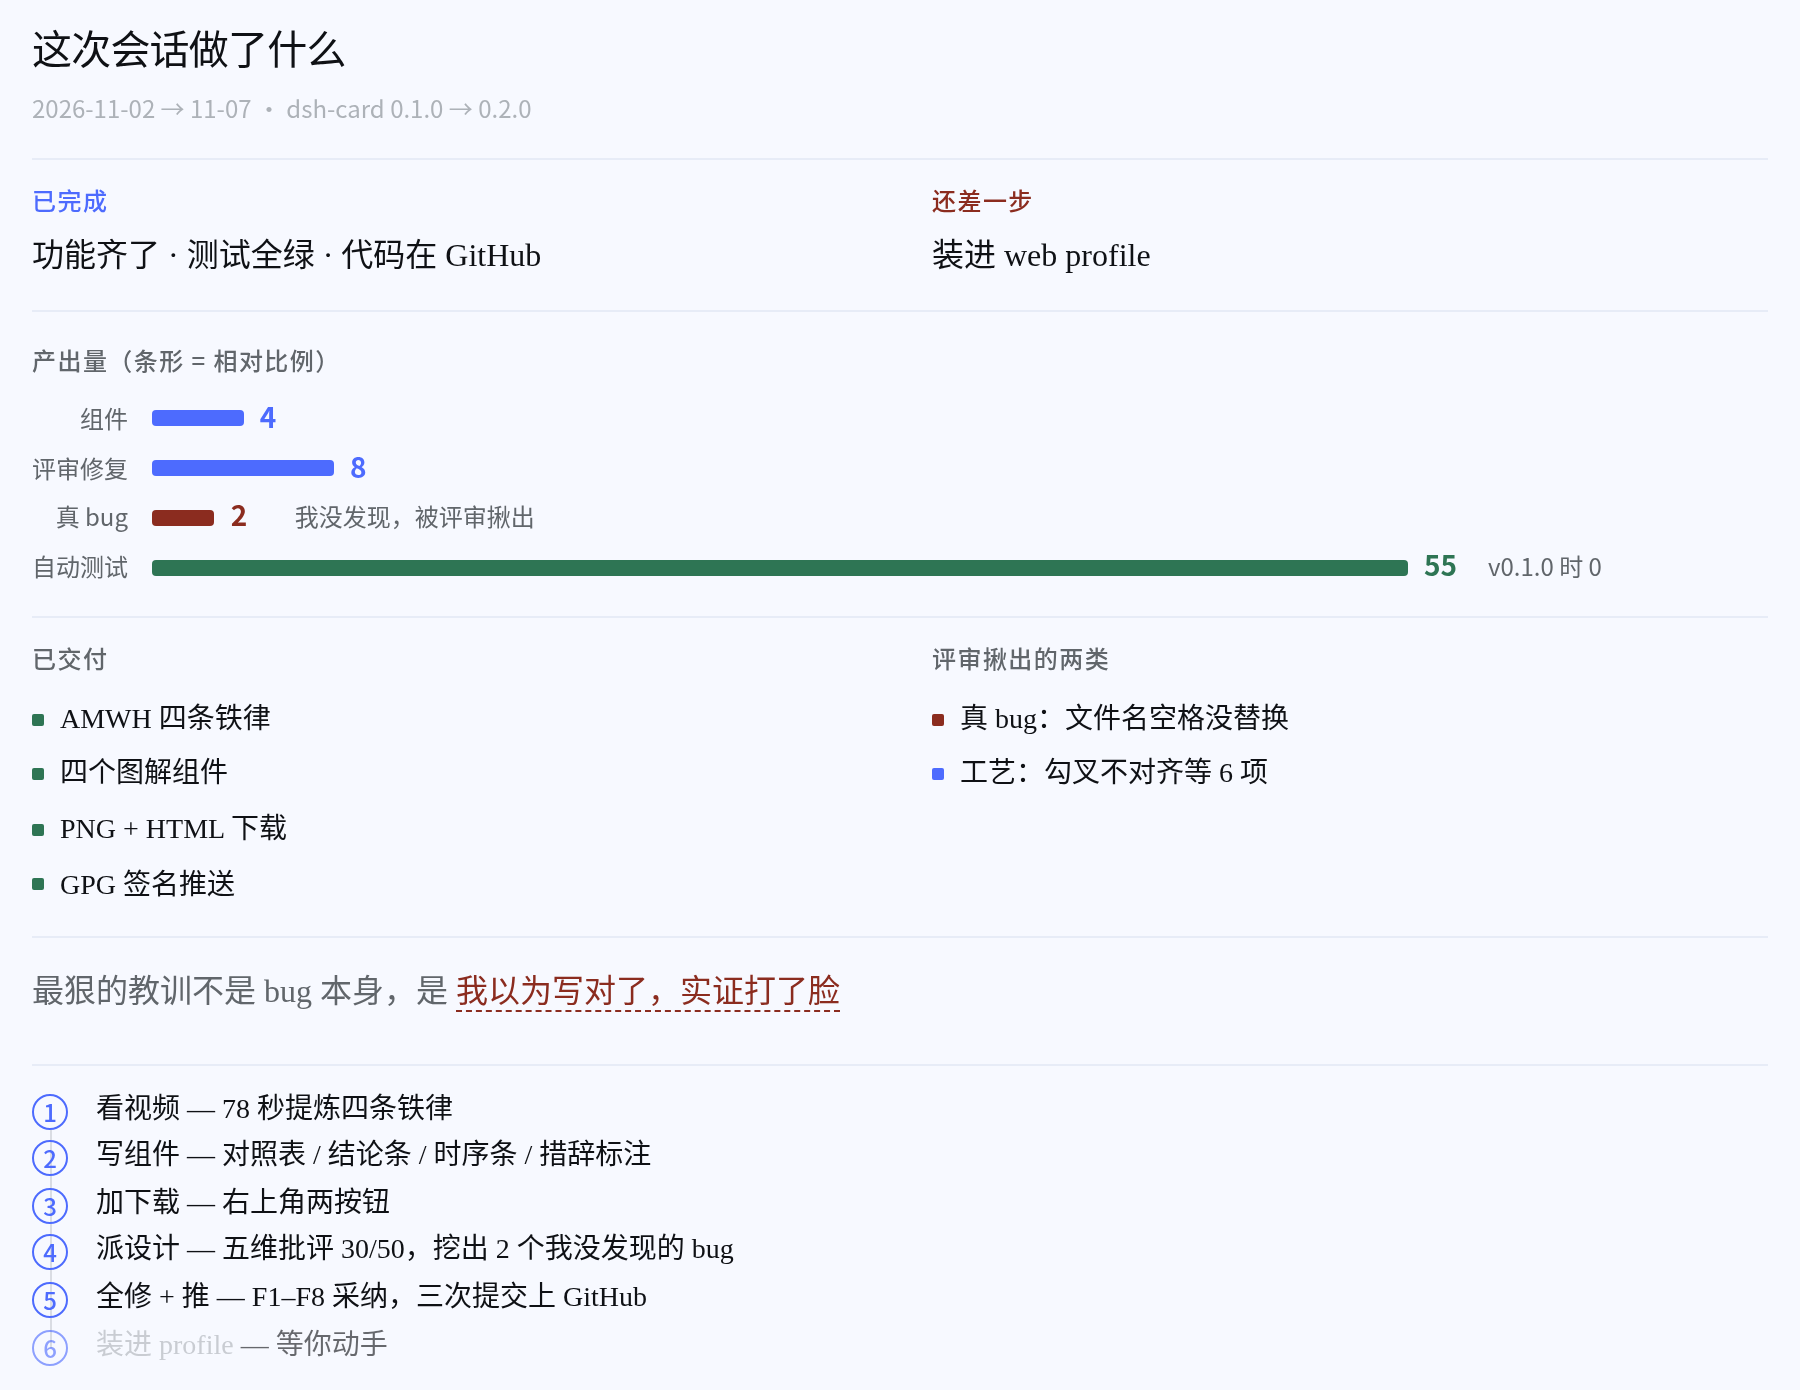 这次会话做了什么
2026-11-02 → 11-07 · dsh-card 0.1.0 → 0.2.0
已完成
功能齐了 · 测试全绿 · 代码在 GitHub
还差一步
装进 web profile
产出量（条形 = 相对比例）
组件 4
评审修复 8
真 bug 2 我没发现，被评审揪出
自动测试 55 v0.1.0 时 0
已交付
AMWH 四条铁律
四个图解组件
PNG + HTML 下载
GPG 签名推送
评审揪出的两类
真 bug：文件名空格没替换
工艺：勾叉不对齐等 6 项
最狠的教训不是 bug 本身，是 我以为写对了，实证打了脸
1 看视频 — 78 秒提炼四条铁律
2 写组件 — 对照表 / 结论条 / 时序条 / 措辞标注
3 加下载 — 右上角两按钮
4 派设计 — 五维批评 30/50，挖出 2 个我没发现的 bug
5 全修 + 推 — F1–F8 采纳，三次提交上 GitHub
6 装进 profile — 等你动手